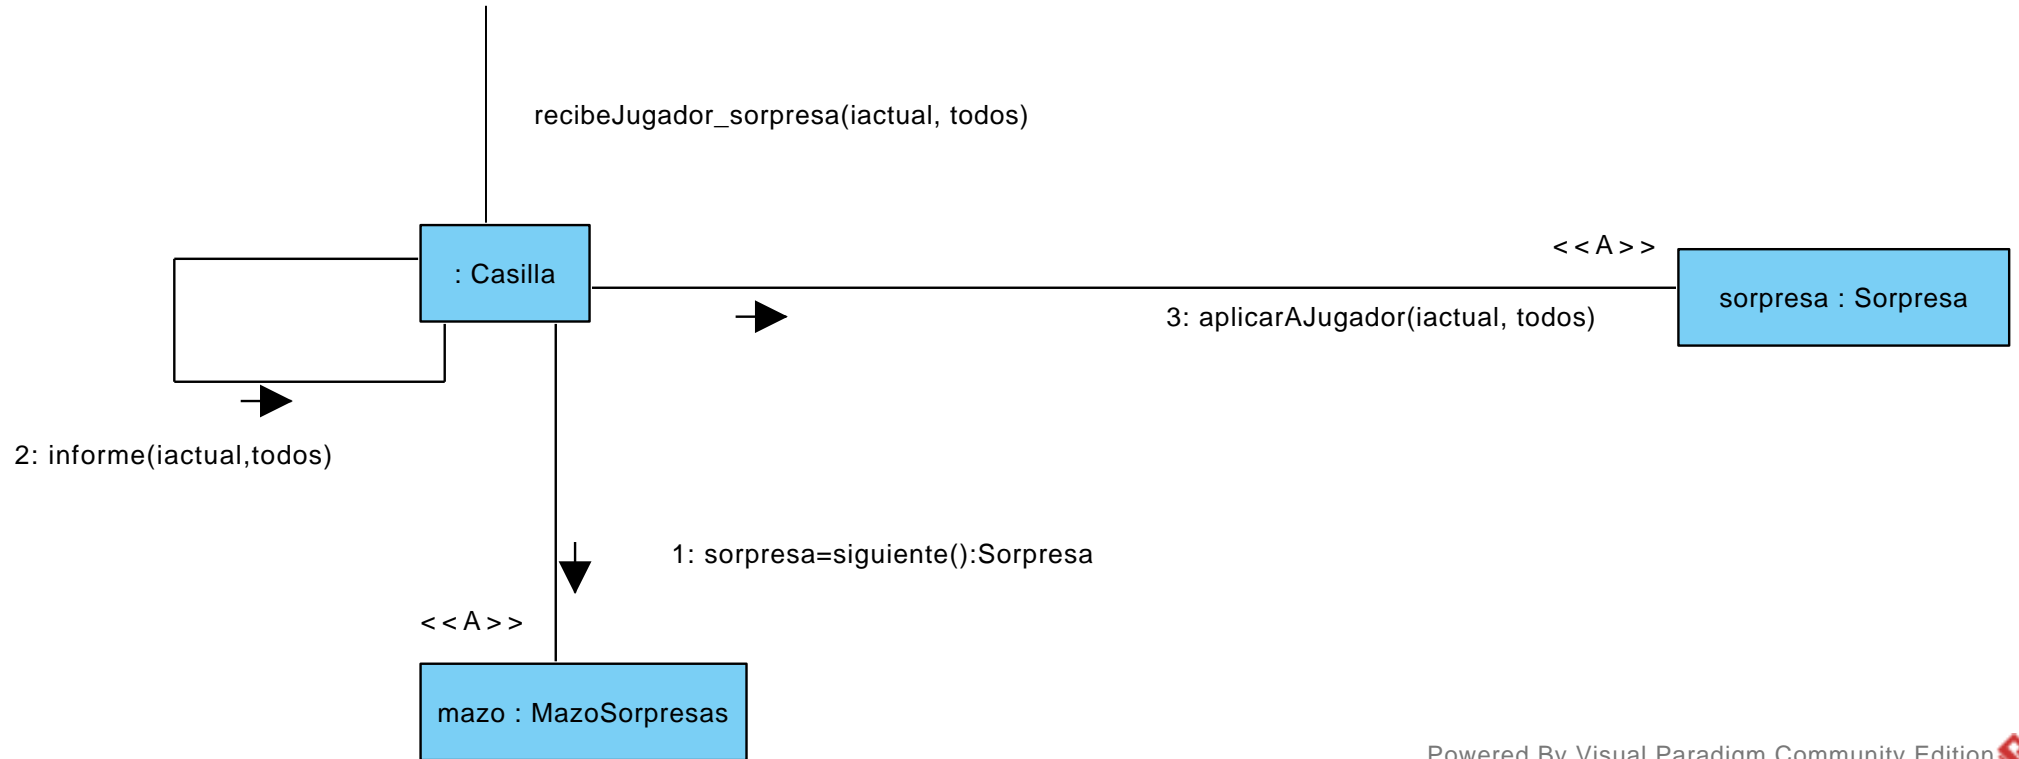 recibeJugador_sorpresa(iactual, todos)
<<A>>
: Casilla
sorpresa : Sorpresa
3: aplicarAJugador(iactual, todos)
2: informe(iactual,todos)
1: sorpresa=siguiente():Sorpresa
<<A>>
mazo : MazoSorpresas
Powered By Visual Paradigm Community Edition